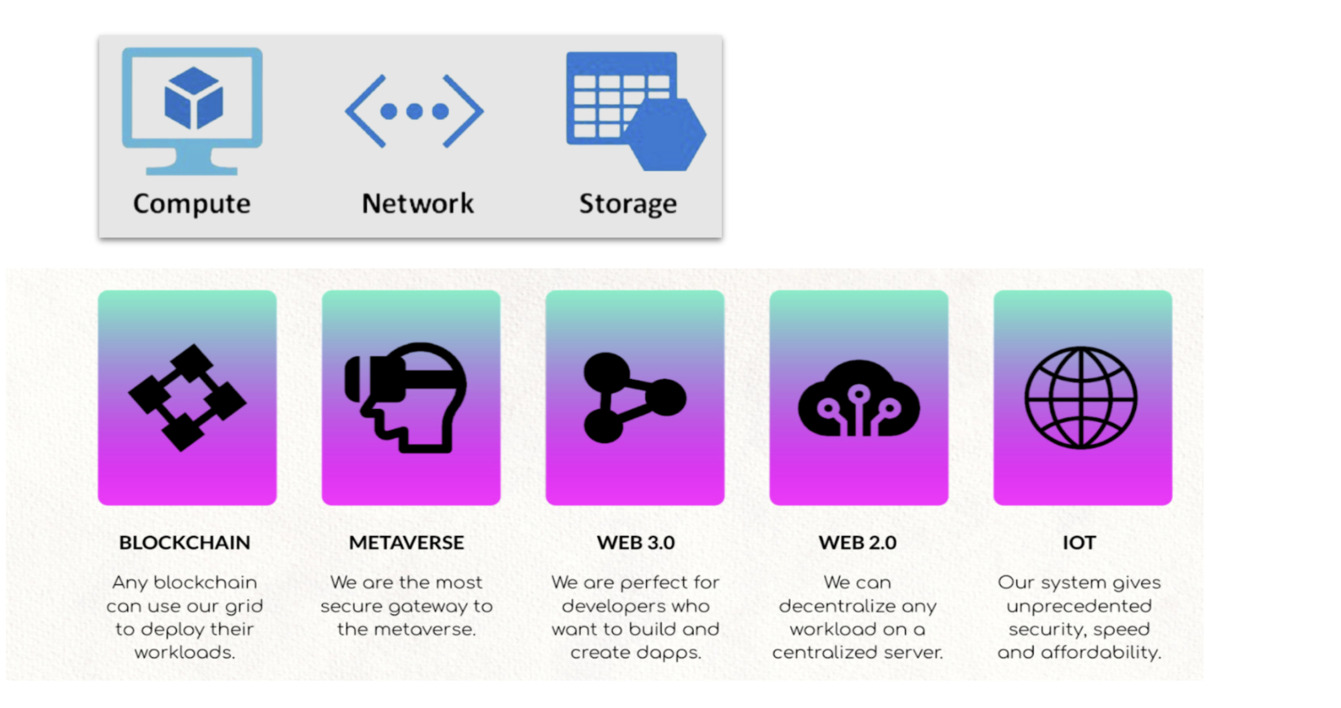 Compute
Network
Storage
BLOCKCHAIN
Any blockchain
can use our grid
to deploy their
workloads.
METAVERSE
We are the most
secure gateway to
the metaverse.
WEB 3.0
We are perfect for
developers who
want to build and
create dapps.
WEB 2.0
We can
decentralize any
workload on a
centralized server.
IOT
Our system gives
unprecedented
security, speed
and affordability.